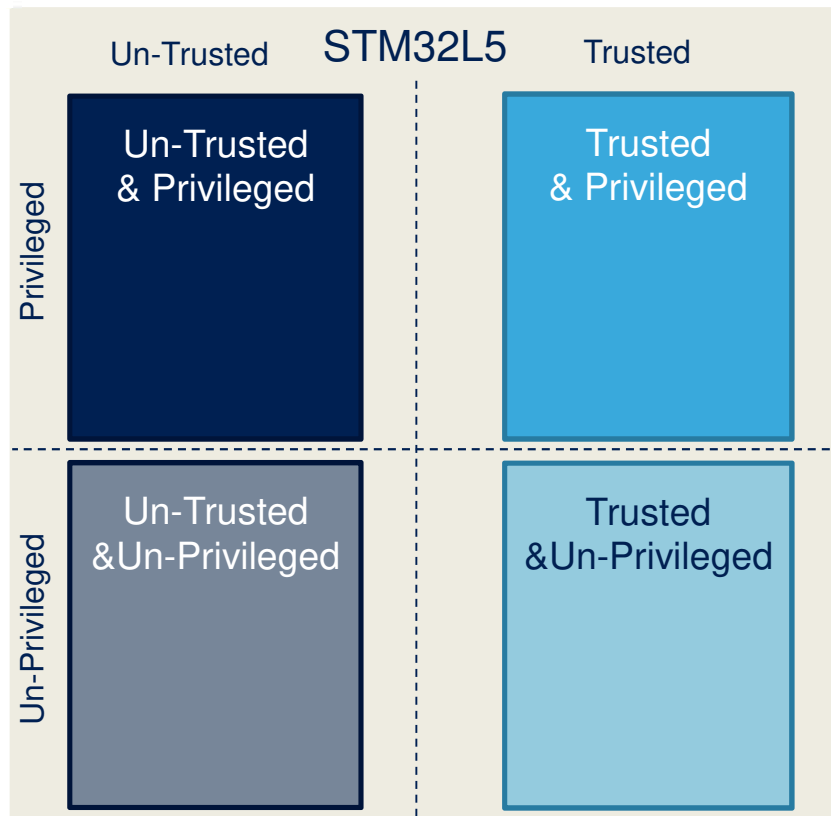 STM32L5
Un-Trusted
Trusted
Privileged
Un-Trusted
& Privileged
Trusted
& Privileged
Un-Privileged
Un-Trusted
&Un-Privileged
Trusted
&Un-Privileged